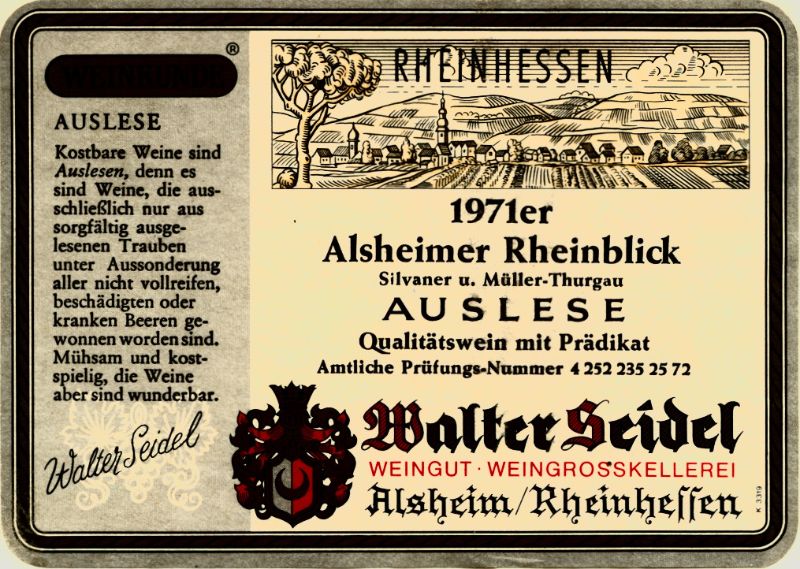 WEINKUNDE ®
AUSLESE
Kostbare Weine sind
Auslesen, denn es
sind Weine, die aus-
schließlich nur aus
sorgfältig ausge-
lesenen Trauben
unter Aussonderung
aller nicht vollreifen,
beschädigten oder
kranken Beeren ge-
wonnen worden sind.
Mühsam und kost-
spielig, die Weine
aber sind wunderbar.
Walter Seidel
RHEINHESSEN
1971er
Alsheimer Rheinblick
Silvaner u. Müller-Thurgau
AUSLESE
Qualitätswein mit Prädikat
Amtliche Prüfungs-Nummer 4 252 235 25 72
Walter Seidel
WEINGUT · WEINGROSSKELLEREI
Alsheim/Rheinheſſen
K 3319